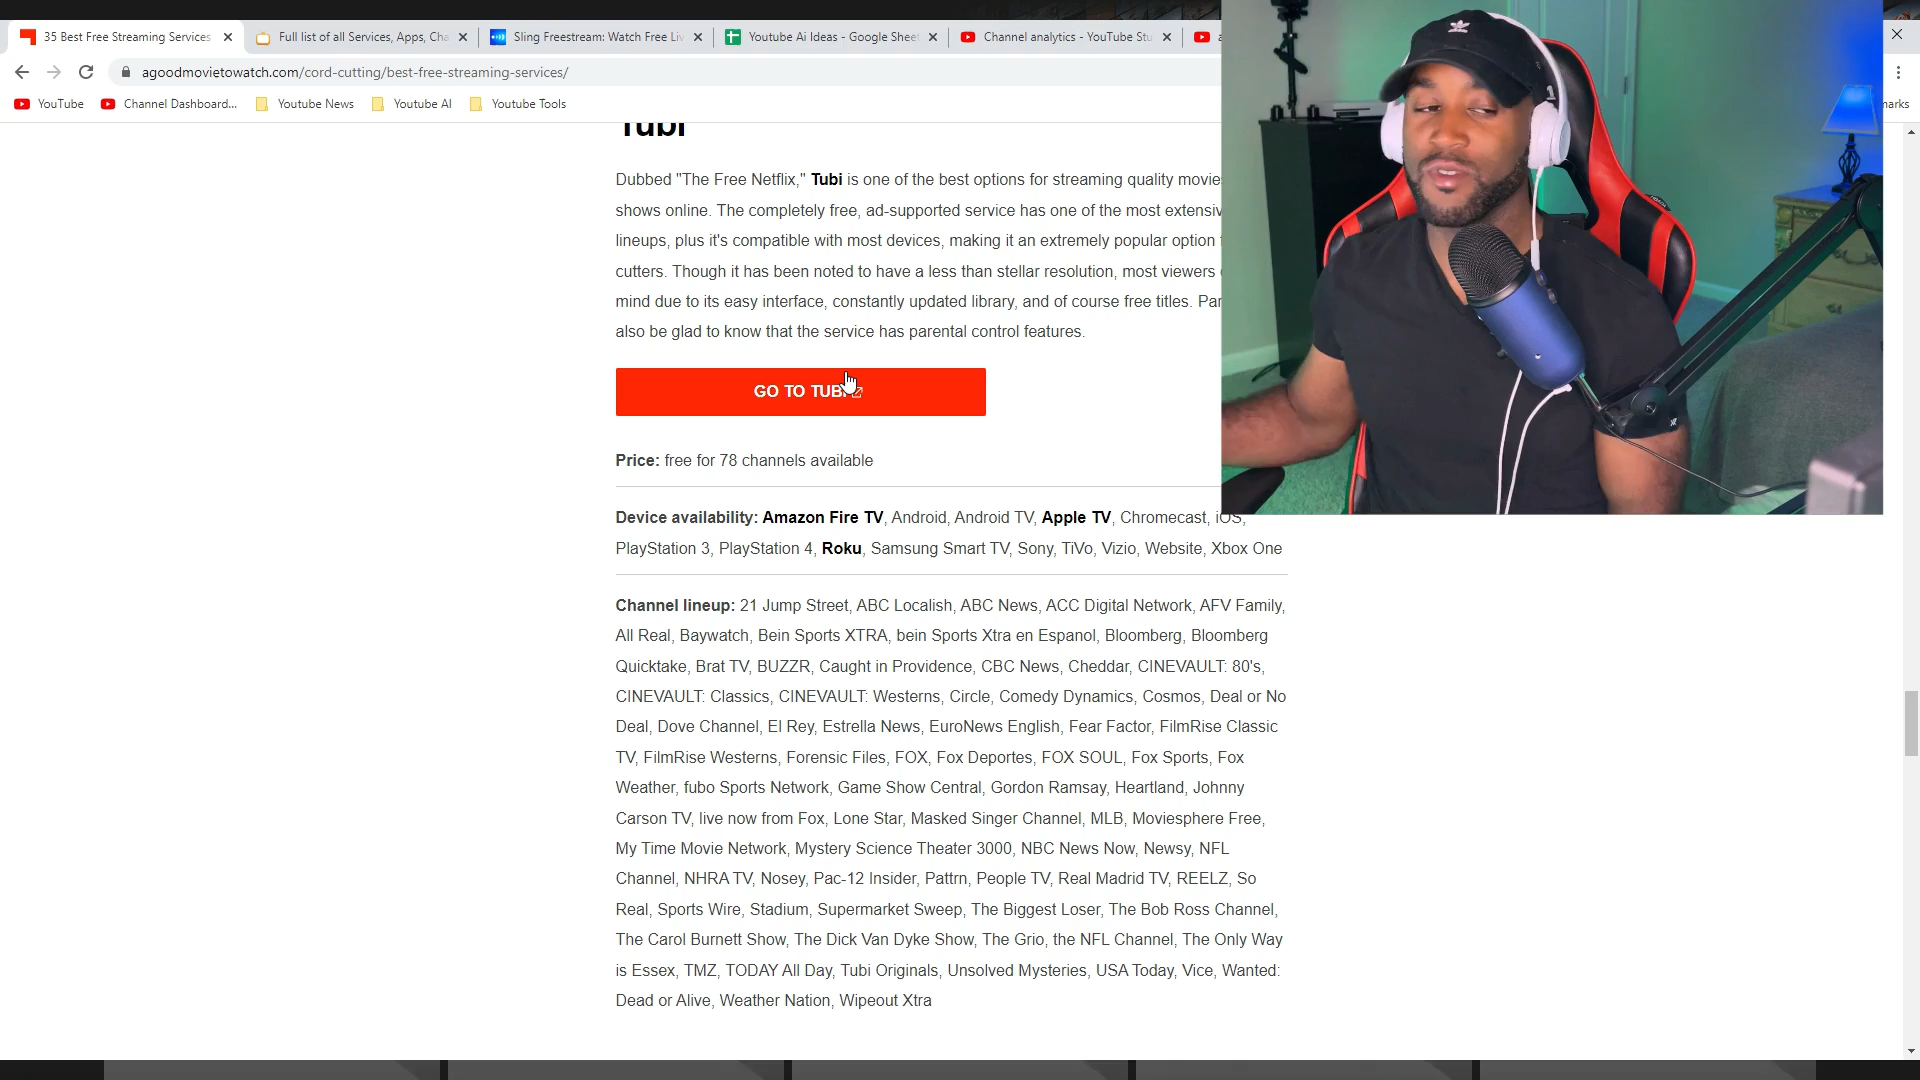 35 Best Free Streaming Services
Full list of all Services, Apps, Cha
Sling Freestream: Watch Free Liv
Youtube Ai Ideas - Google Sheet
Channel analytics - YouTube Stu
agoodmovietowatch.com/cord-cutting/best-free-streaming-services/
YouTube
Channel Dashboard...
Youtube News
Youtube AI
Youtube Tools
Tubi
Dubbed "The Free Netflix," Tubi is one of the best options for streaming quality movie
shows online. The completely free, ad-supported service has one of the most extensiv
lineups, plus it's compatible with most devices, making it an extremely popular option
cutters. Though it has been noted to have a less than stellar resolution, most viewers
mind due to its easy interface, constantly updated library, and of course free titles. Par
also be glad to know that the service has parental control features.
GO TO TUBI
Price: free for 78 channels available
Device availability: Amazon Fire TV, Android, Android TV, Apple TV, Chromecast, iOS,
PlayStation 3, PlayStation 4, Roku, Samsung Smart TV, Sony, TiVo, Vizio, Website, Xbox One
Channel lineup: 21 Jump Street, ABC Localish, ABC News, ACC Digital Network, AFV Family,
All Real, Baywatch, Bein Sports XTRA, bein Sports Xtra en Espanol, Bloomberg, Bloomberg
Quicktake, Brat TV, BUZZR, Caught in Providence, CBC News, Cheddar, CINEVAULT: 80's,
CINEVAULT: Classics, CINEVAULT: Westerns, Circle, Comedy Dynamics, Cosmos, Deal or No
Deal, Dove Channel, El Rey, Estrella News, EuroNews English, Fear Factor, FilmRise Classic
TV, FilmRise Westerns, Forensic Files, FOX, Fox Deportes, FOX SOUL, Fox Sports, Fox
Weather, fubo Sports Network, Game Show Central, Gordon Ramsay, Heartland, Johnny
Carson TV, live now from Fox, Lone Star, Masked Singer Channel, MLB, Moviesphere Free,
My Time Movie Network, Mystery Science Theater 3000, NBC News Now, Newsy, NFL
Channel, NHRA TV, Nosey, Pac-12 Insider, Pattrn, People TV, Real Madrid TV, REELZ, So
Real, Sports Wire, Stadium, Supermarket Sweep, The Biggest Loser, The Bob Ross Channel,
The Carol Burnett Show, The Dick Van Dyke Show, The Grio, the NFL Channel, The Only Way
is Essex, TMZ, TODAY All Day, Tubi Originals, Unsolved Mysteries, USA Today, Vice, Wanted:
Dead or Alive, Weather Nation, Wipeout Xtra